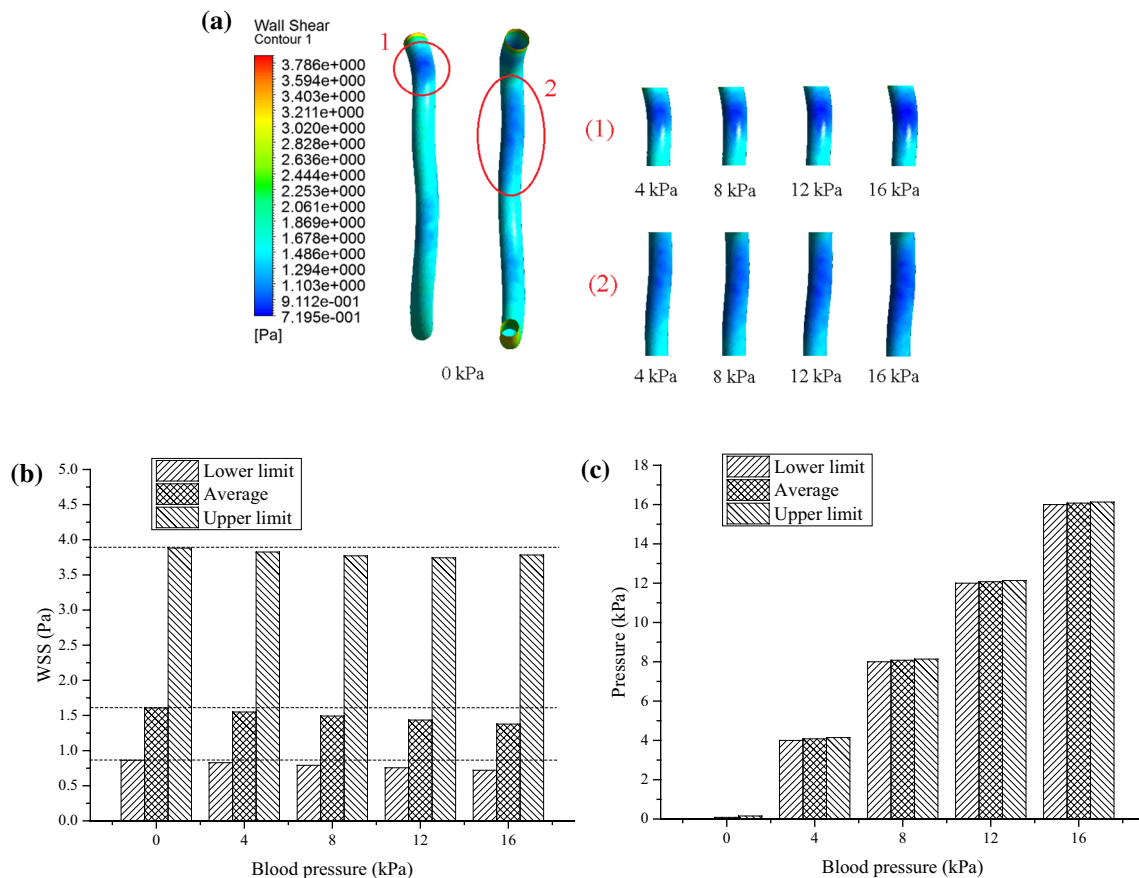 (a)
Wall Shear
Contour 1
3.786e+000
3.594e+000
3.403e+000
3.211e+000
3.020e+000
2.828e+000
2.636e+000
2.444e+000
2.253e+000
2.061e+000
1.869e+000
1.678e+000
1.486e+000
1.294e+000
1.103e+000
9.112e-001
7.195e-001
[Pa]
1
2
0 kPa
(1)
4 kPa 8 kPa 12 kPa 16 kPa
(2)
4 kPa 8 kPa 12 kPa 16 kPa
(b)
Lower limit
Average
Upper limit
5.0
4.5
4.0
3.5
3.0
2.5
2.0
1.5
1.0
0.5
0.0
WSS (Pa)
0 4 8 12 16
Blood pressure (kPa)
(c)
Lower limit
Average
Upper limit
18
16
14
12
10
8
6
4
2
0
Pressure (kPa)
0 4 8 12 16
Blood pressure (kPa)